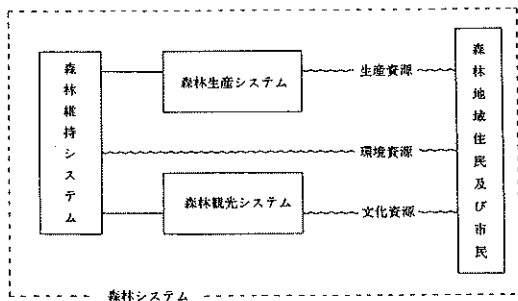 森林維持システム
森林生産システム
生産資源
環境資源
森林観光システム
文化資源
森林地域住民及び市民
森林システム